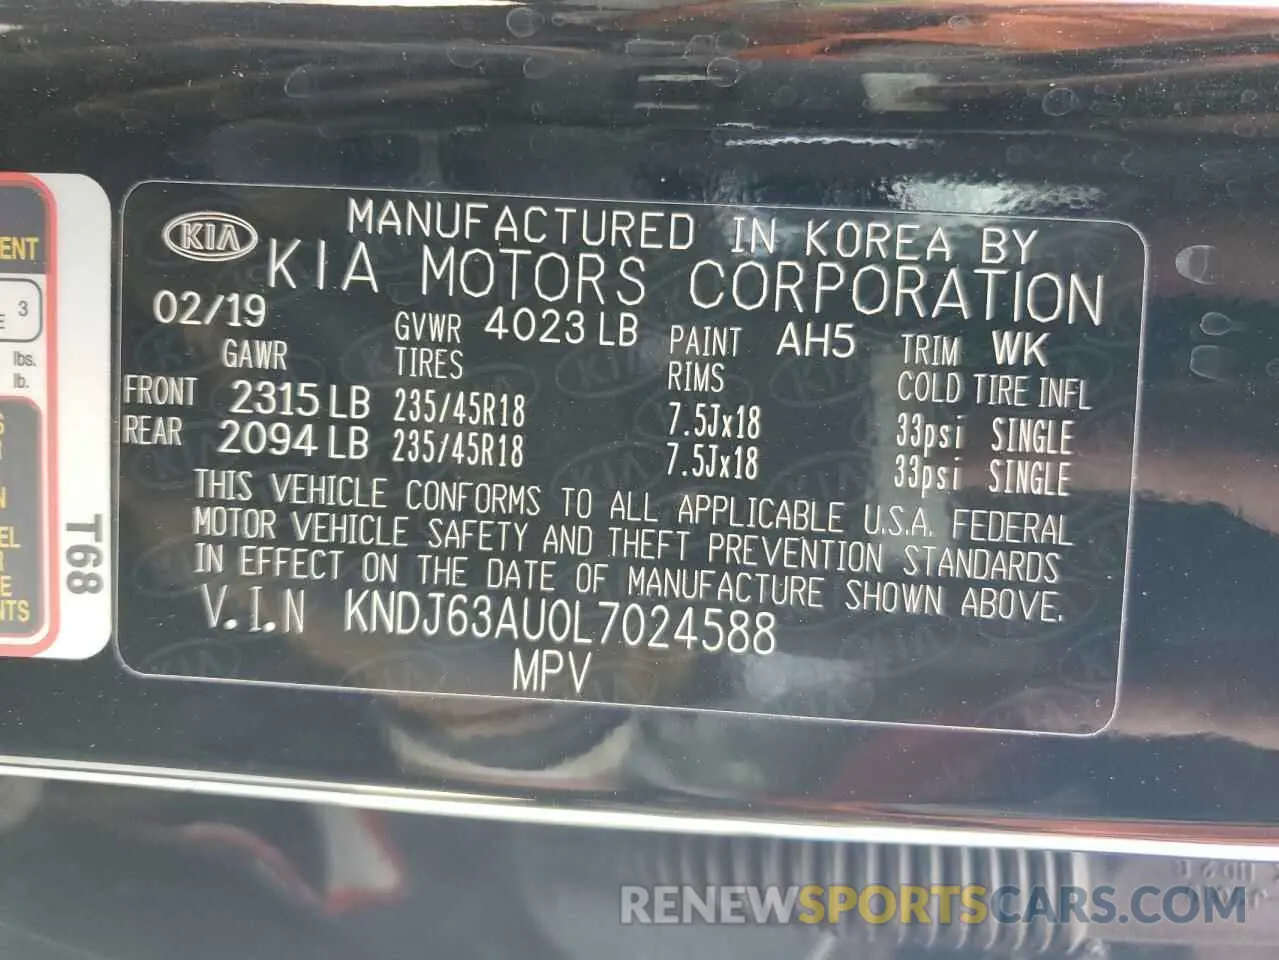 MANUFACTURED IN KOREA BY
KIA
KIA MOTORS CORPORATION
02/19 GVWR 4023 LB PAINT AH5 TRIM WK
GAWR TIRES RIMS COLD TIRE INFL
FRONT 2315 LB 235/45R18 7.5Jx18 33psi SINGLE
REAR 2094 LB 235/45R18 7.5Jx18 33psi SINGLE
THIS VEHICLE CONFORMS TO ALL APPLICABLE U.S.A. FEDERAL
MOTOR VEHICLE SAFETY AND THEFT PREVENTION STANDARDS
IN EFFECT ON THE DATE OF MANUFACTURE SHOWN ABOVE.
V.I.N KNDJ63AU0L7024588
MPV
T68
3
lbs.
lb.
RENEWSPORTSCARS.COM